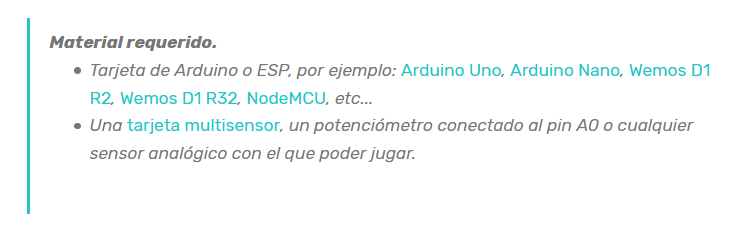 Material requerido.
● Tarjeta de Arduino o ESP, por ejemplo: Arduino Uno, Arduino Nano, Wemos D1
R2, Wemos D1 R32, NodeMCU, etc...
● Una tarjeta multisensor, un potenciómetro conectado al pin A0 o cualquier
sensor analógico con el que poder jugar.